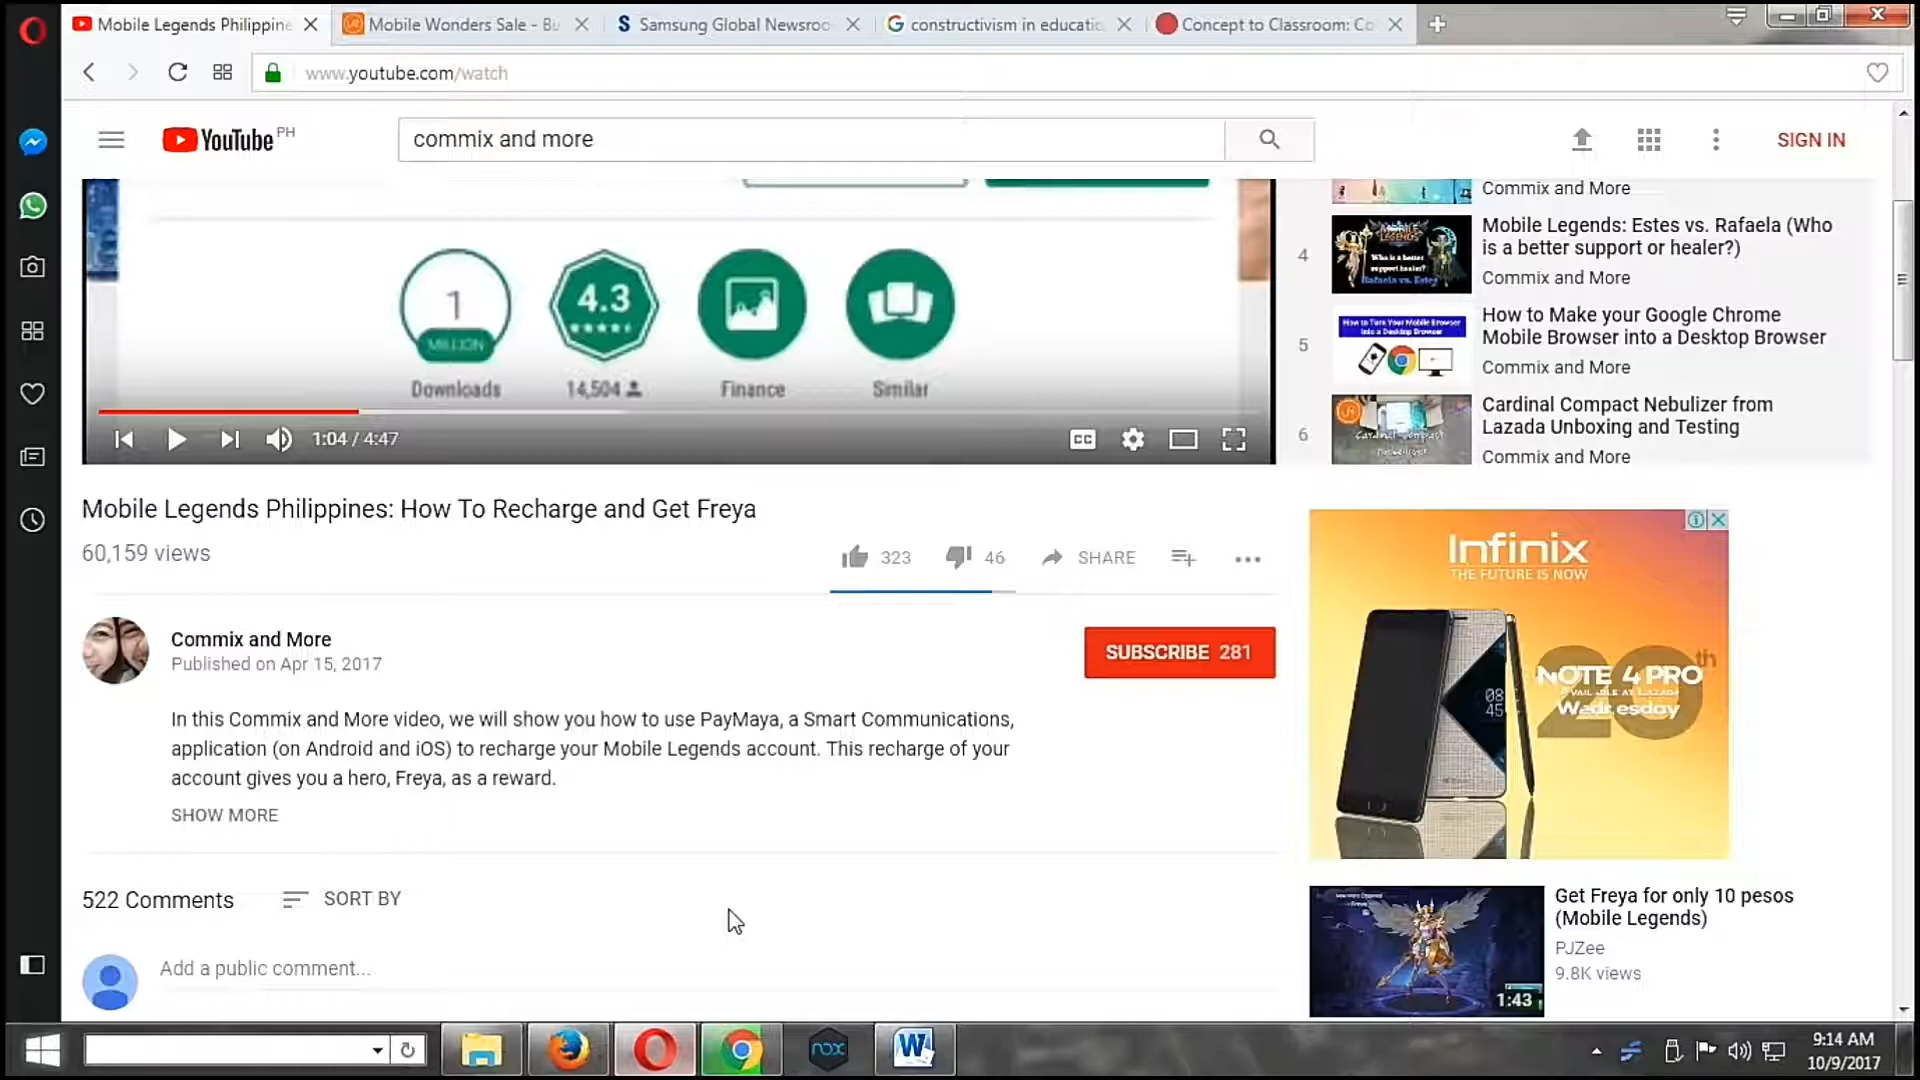 Mobile Legends Philippine
Mobile Wonders Sale - Bu
Samsung Global Newsroo
constructivism in educatio
Concept to Classroom: Co
www.youtube.com/watch
YouTube PH
commix and more
SIGN IN
1
MILLION
Downloads
4.3
14,504
Finance
Similar
1:04 / 4:47
CC
Commix and More
4
Mobile Legends: Estes vs. Rafaela (Who
is a better support or healer?)
Commix and More
5
How to Make your Google Chrome
Mobile Browser into a Desktop Browser
Commix and More
6
Cardinal Compact Nebulizer from
Lazada Unboxing and Testing
Commix and More
Mobile Legends Philippines: How To Recharge and Get Freya
60,159 views
323
46
SHARE
Commix and More
Published on Apr 15, 2017
SUBSCRIBE 281
In this Commix and More video, we will show you how to use PayMaya, a Smart Communications,
application (on Android and iOS) to recharge your Mobile Legends account. This recharge of your
account gives you a hero, Freya, as a reward.
SHOW MORE
522 Comments
SORT BY
Add a public comment...
Infinix
THE FUTURE IS NOW
08
45
20th
NOTE 4 PRO
Wednesday
Get Freya for only 10 pesos
(Mobile Legends)
PJZee
9.8K views
1:43
nox
W
9:14 AM
10/9/2017